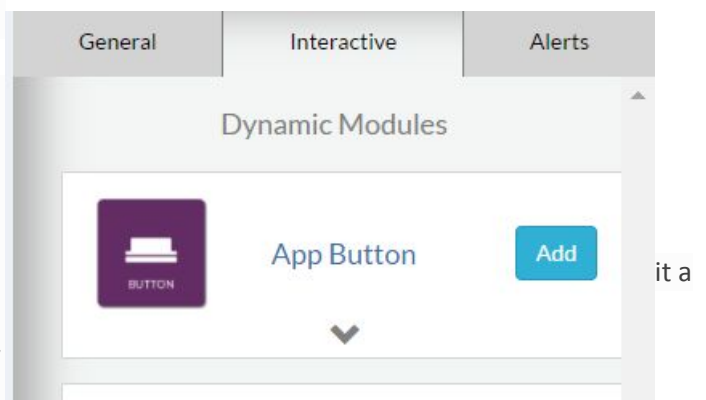 General Interactive Alerts
Dynamic Modules
App Button Add
BUTTON
it a